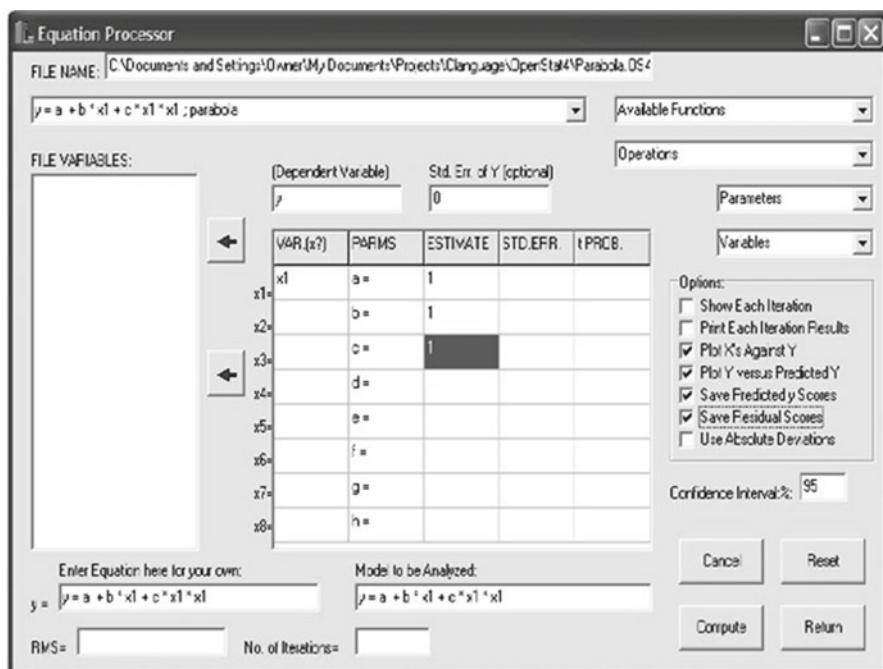 Equation Processor
FILE NAME: C:\Documents and Settings\Owner\My Documents\Projects\Clanguage\OpenStat4\Parabola.OS4
y = a + b * x1 + c * x1 * x1 ; parabola
Available Functions
Operations
FILE VARIABLES:
(Dependent Variable)
Std. Err. of Y (optional)
y
0
Parameters
Variables
VAR.(x?) PARMS ESTIMATE STD.ERR. t PROB.
x1= x1 a = 1
x2= b = 1
x3= c = 1
x4= d =
x5= e =
x6= f =
x7= g =
x8= h =
Options:
Show Each Iteration
Print Each Iteration Results
Plot X's Against Y
Plot Y versus Predicted Y
Save Predicted y Scores
Save Residual Scores
Use Absolute Deviations
Confidence Interval:%: 95
Enter Equation here for your own:
Model to be Analyzed:
y = y = a + b * x1 + c * x1 * x1
y = a + b * x1 + c * x1 * x1
RMS=
No. of Iterations=
Cancel
Reset
Compute
Return